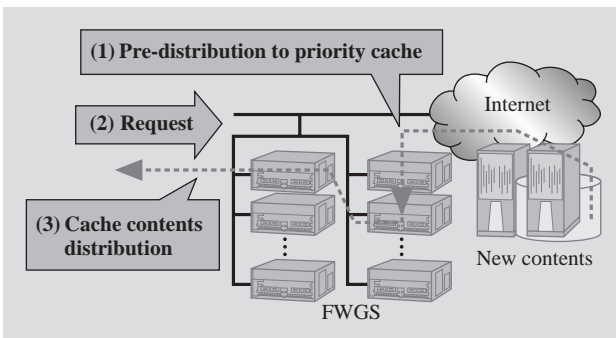 (1) Pre-distribution to priority cache
Internet
(2) Request
(3) Cache contents
distribution
New contents
FWGS